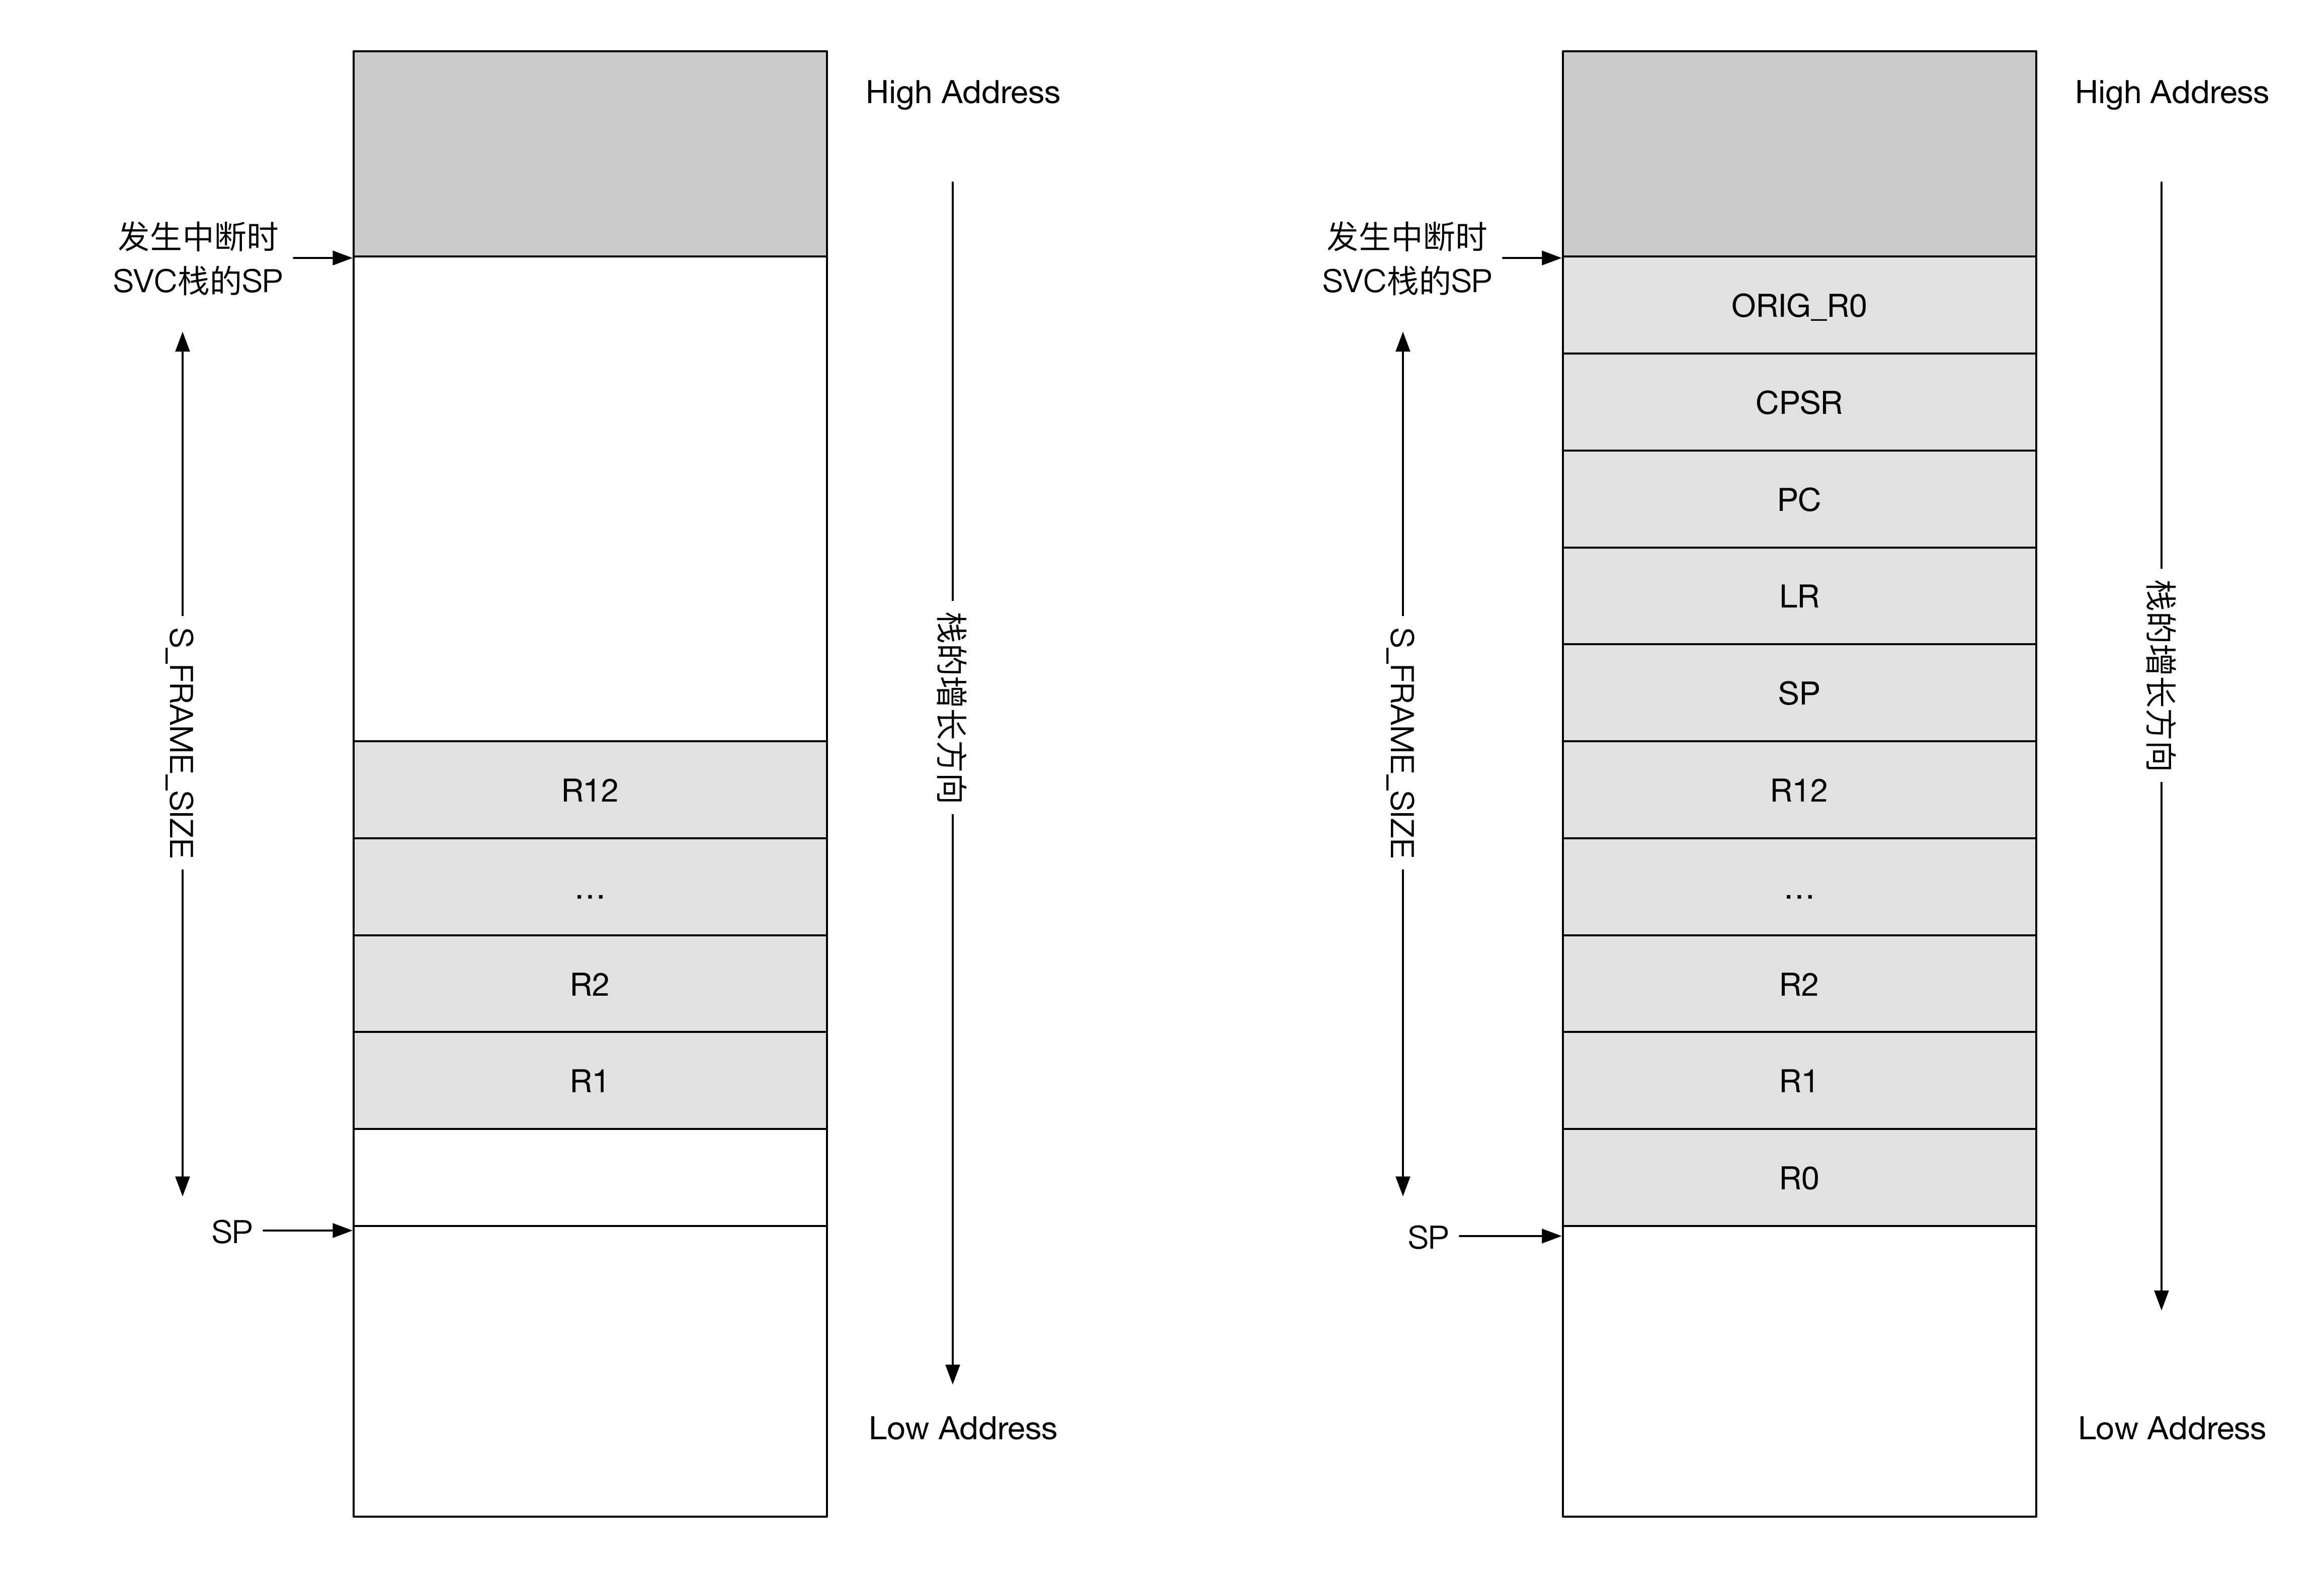 High Address
发生中断时
SVC栈的SP
S_FRAME_SIZE
栈的增长方向
R12
...
R2
R1
SP
Low Address
High Address
发生中断时
SVC栈的SP
ORIG_R0
CPSR
PC
LR
SP
S_FRAME_SIZE
栈的增长方向
R12
...
R2
R1
R0
SP
Low Address